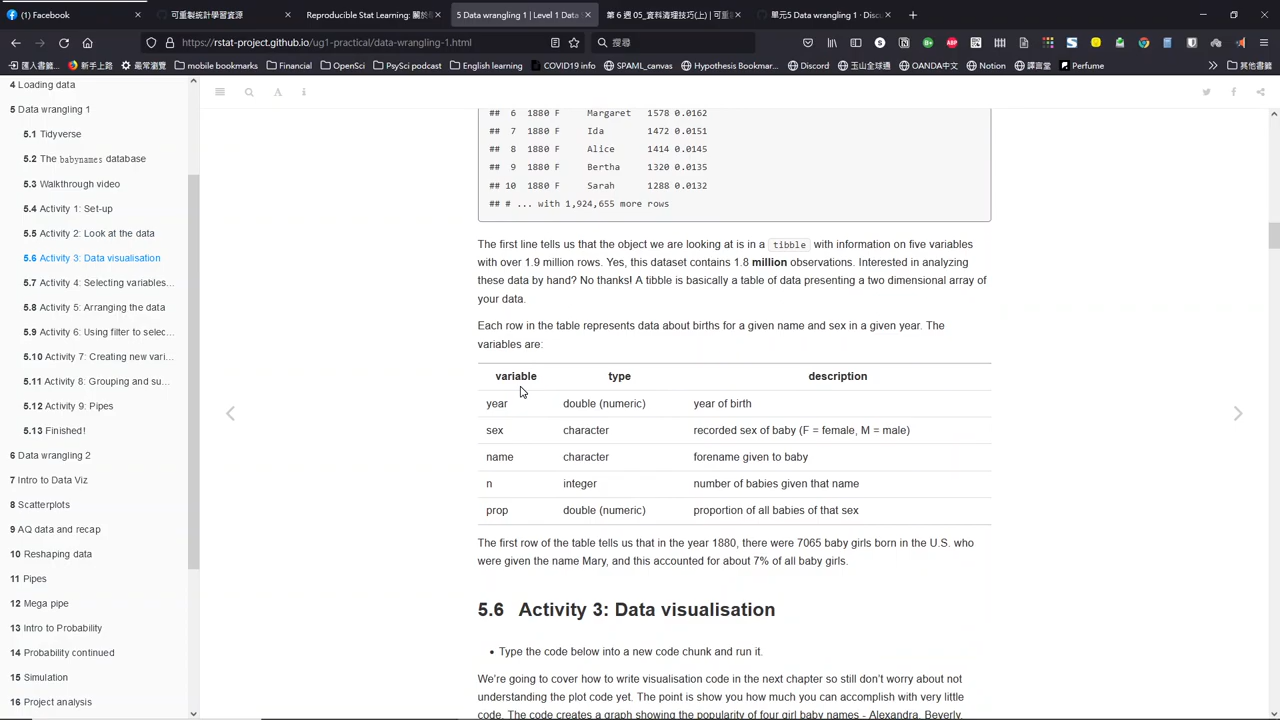 (1) Facebook
可重製統計學習資源
Reproducible Stat Learning: 關於
5 Data wrangling 1 | Level 1 Data
第 6 週 05_資料清理技巧(上) | 可重
單元5 Data wrangling 1 · Discu
https://rstat-project.github.io/ug1-practical/data-wrangling-1.html
搜尋
匯入書籤...
新手上路
最常瀏覽
mobile bookmarks
Financial
OpenSci
PsySci podcast
English learning
COVID19 info
SPAML_canvas
Hypothesis Bookmark
Discord
玉山全球通
OANDA中文
Notion
譯言堂
Perfume
其他書籤
4 Loading data
5 Data wrangling 1
5.1 Tidyverse
5.2 The babynames database
5.3 Walkthrough video
5.4 Activity 1: Set-up
5.5 Activity 2: Look at the data
5.6 Activity 3: Data visualisation
5.7 Activity 4: Selecting variables...
5.8 Activity 5: Arranging the data
5.9 Activity 6: Using filter to selec...
5.10 Activity 7: Creating new vari...
5.11 Activity 8: Grouping and su...
5.12 Activity 9: Pipes
5.13 Finished!
6 Data wrangling 2
7 Intro to Data Viz
8 Scatterplots
9 AQ data and recap
10 Reshaping data
11 Pipes
12 Mega pipe
13 Intro to Probability
14 Probability continued
15 Simulation
16 Project analysis
## 6 1880 F Margaret 1578 0.0162
## 7 1880 F Ida 1472 0.0151
## 8 1880 F Alice 1414 0.0145
## 9 1880 F Bertha 1320 0.0135
## 10 1880 F Sarah 1288 0.0132
## # ... with 1,924,655 more rows
The first line tells us that the object we are looking at is in a tibble with information on five variables
with over 1.9 million rows. Yes, this dataset contains 1.8 million observations. Interested in analyzing
these data by hand? No thanks! A tibble is basically a table of data presenting a two dimensional array of
your data.
Each row in the table represents data about births for a given name and sex in a given year. The
variables are:
variable type description
year double (numeric) year of birth
sex character recorded sex of baby (F = female, M = male)
name character forename given to baby
n integer number of babies given that name
prop double (numeric) proportion of all babies of that sex
The first row of the table tells us that in the year 1880, there were 7065 baby girls born in the U.S. who
were given the name Mary, and this accounted for about 7% of all baby girls.
5.6 Activity 3: Data visualisation
• Type the code below into a new code chunk and run it.
We're going to cover how to write visualisation code in the next chapter so still don't worry about not
understanding the plot code yet. The point is show you how much you can accomplish with very little
code. The code creates a graph showing the popularity of four girl baby names - Alexandra, Beverly,